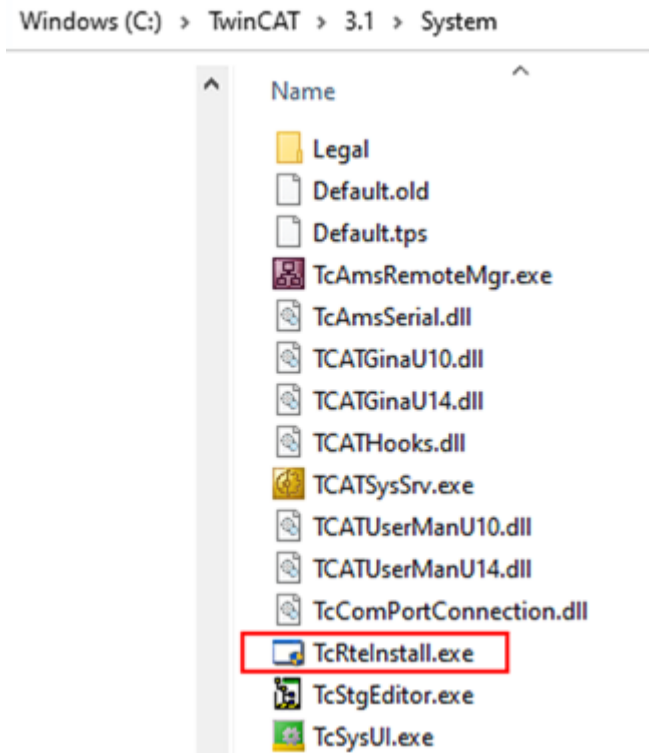 Windows (C:) > TwinCAT > 3.1 > System
Name
Legal
Default.old
Default.tps
TcAmsRemoteMgr.exe
TcAmsSerial.dll
TCATGinaU10.dll
TCATGinaU14.dll
TCATHooks.dll
TCATSysSrv.exe
TCATUserManU10.dll
TCATUserManU14.dll
TcComPortConnection.dll
TcRteInstall.exe
TcStgEditor.exe
TcSysUI.exe